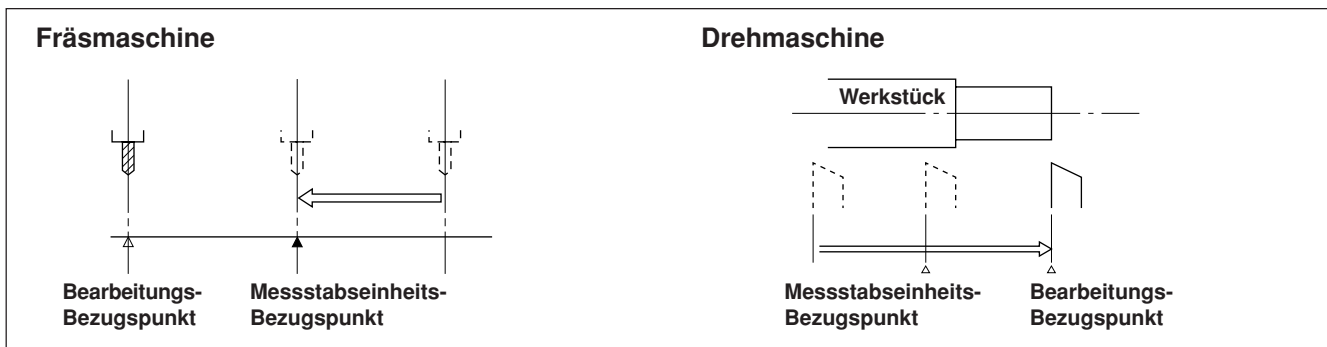 Fräsmaschine
Bearbeitungs-
Bezugspunkt
Messstabseinheits-
Bezugspunkt
Drehmaschine
Werkstück
Messstabseinheits-
Bezugspunkt
Bearbeitungs-
Bezugspunkt